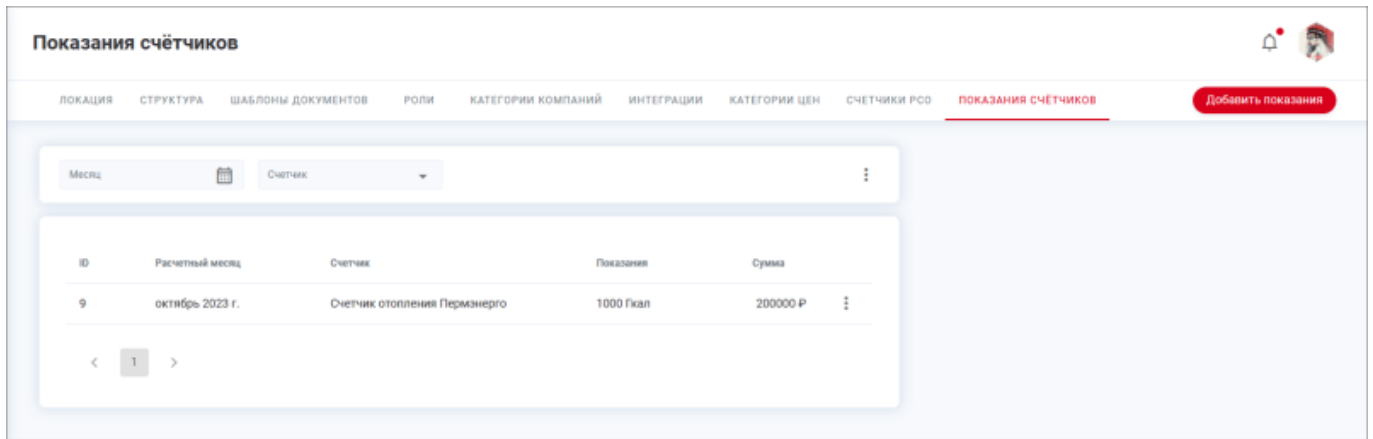 Показания счётчиков
ЛОКАЦИЯ СТРУКТУРА ШАБЛОНЫ ДОКУМЕНТОВ РОЛИ КАТЕГОРИИ КОМПАНИЙ ИНТЕГРАЦИИ КАТЕГОРИИ ЦЕН СЧЕТЧИКИ РСО ПОКАЗАНИЯ СЧЁТЧИКОВ Добавить показания
Месяц Счетчик
ID Расчетный месяц Счетчик Показания Сумма
9 октябрь 2023 г. Счетчик отопления Пермэнерго 1000 Гкал 200000 ₽
< 1 >